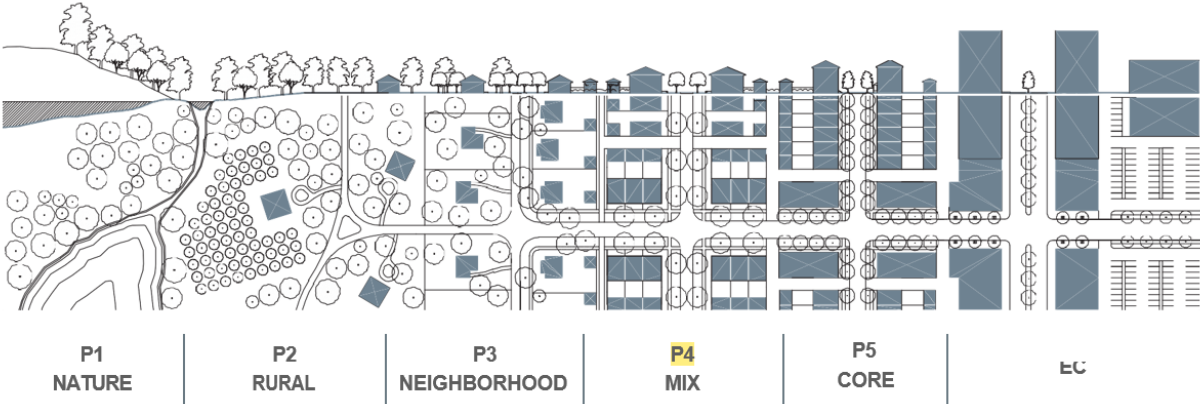 P1
NATURE
P2
RURAL
P3
NEIGHBORHOOD
P4
MIX
P5
CORE
EC